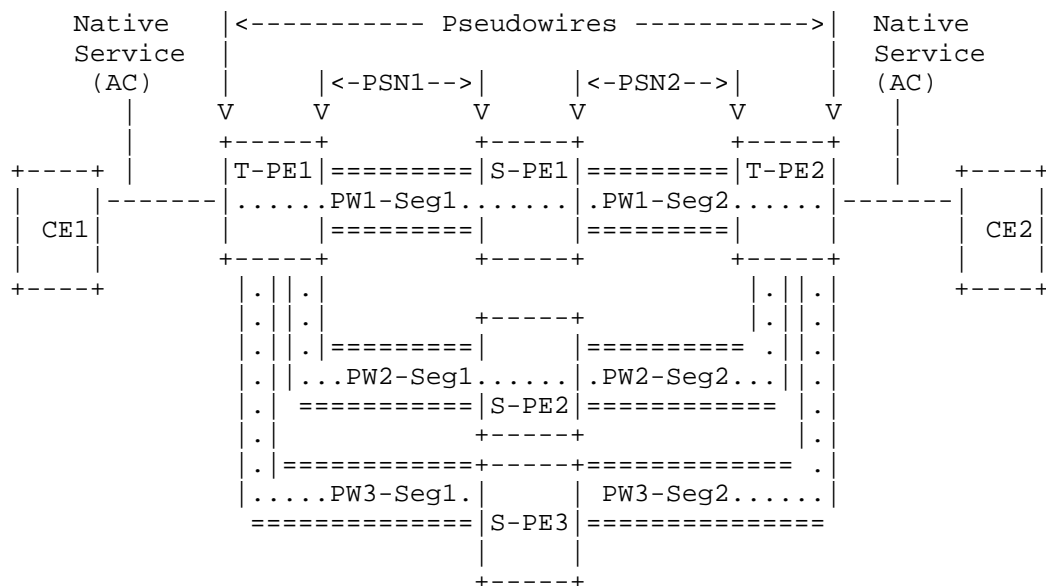 Native |<----------- Pseudowires ----------->| Native
Service | | Service
(AC) | |<-PSN1-->| |<-PSN2-->| | (AC)
| V V V V V V |
| +-----+ +-----+ +-----+ |
+----+ | |T-PE1|=========|S-PE1|=========|T-PE2| | +----+
| |-------|......PW1-Seg1.......|.PW1-Seg2......|-------| |
| CE1| | |=========| |=========| | | CE2|
| | +-----+ +-----+ +-----+ | |
+----+ |.||.| |.||.| +----+
|.||.| +-----+ |.||.|
|.||.|=========| |========== .||.|
|.||...PW2-Seg1......|.PW2-Seg2...||.|
|.| ===========|S-PE2|============ |.|
|.| +-----+ |.|
|.|============+-----+============= .|
|.....PW3-Seg1.| | PW3-Seg2......|
==============|S-PE3|===============
| |
+-----+